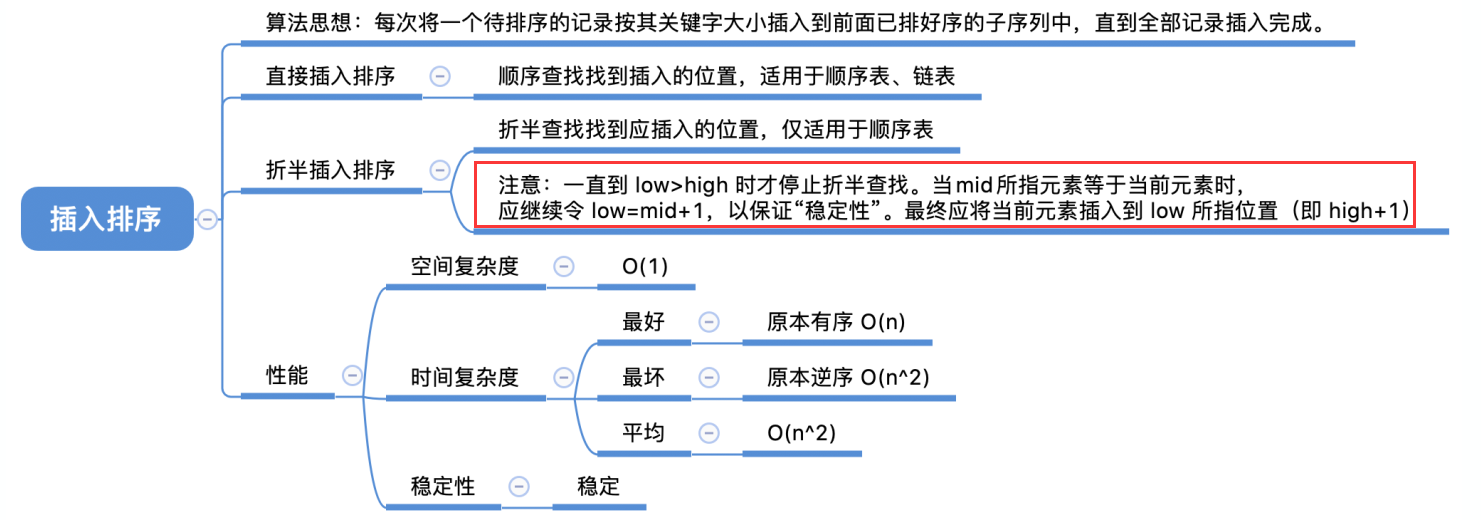 算法思想：每次将一个待排序的记录按其关键字大小插入到前面已排好序的子序列中，直到全部记录插入完成。
直接插入排序
顺序查找找到插入的位置，适用于顺序表、链表
折半插入排序
折半查找找到应插入的位置，仅适用于顺序表
注意：一直到 low>high 时才停止折半查找。当mid所指元素等于当前元素时，
应继续令 low=mid+1，以保证“稳定性”。最终应将当前元素插入到 low 所指位置（即 high+1）
插入排序
性能
空间复杂度
O(1)
时间复杂度
最好
原本有序 O(n)
最坏
原本逆序 O(n^2)
平均
O(n^2)
稳定性
稳定